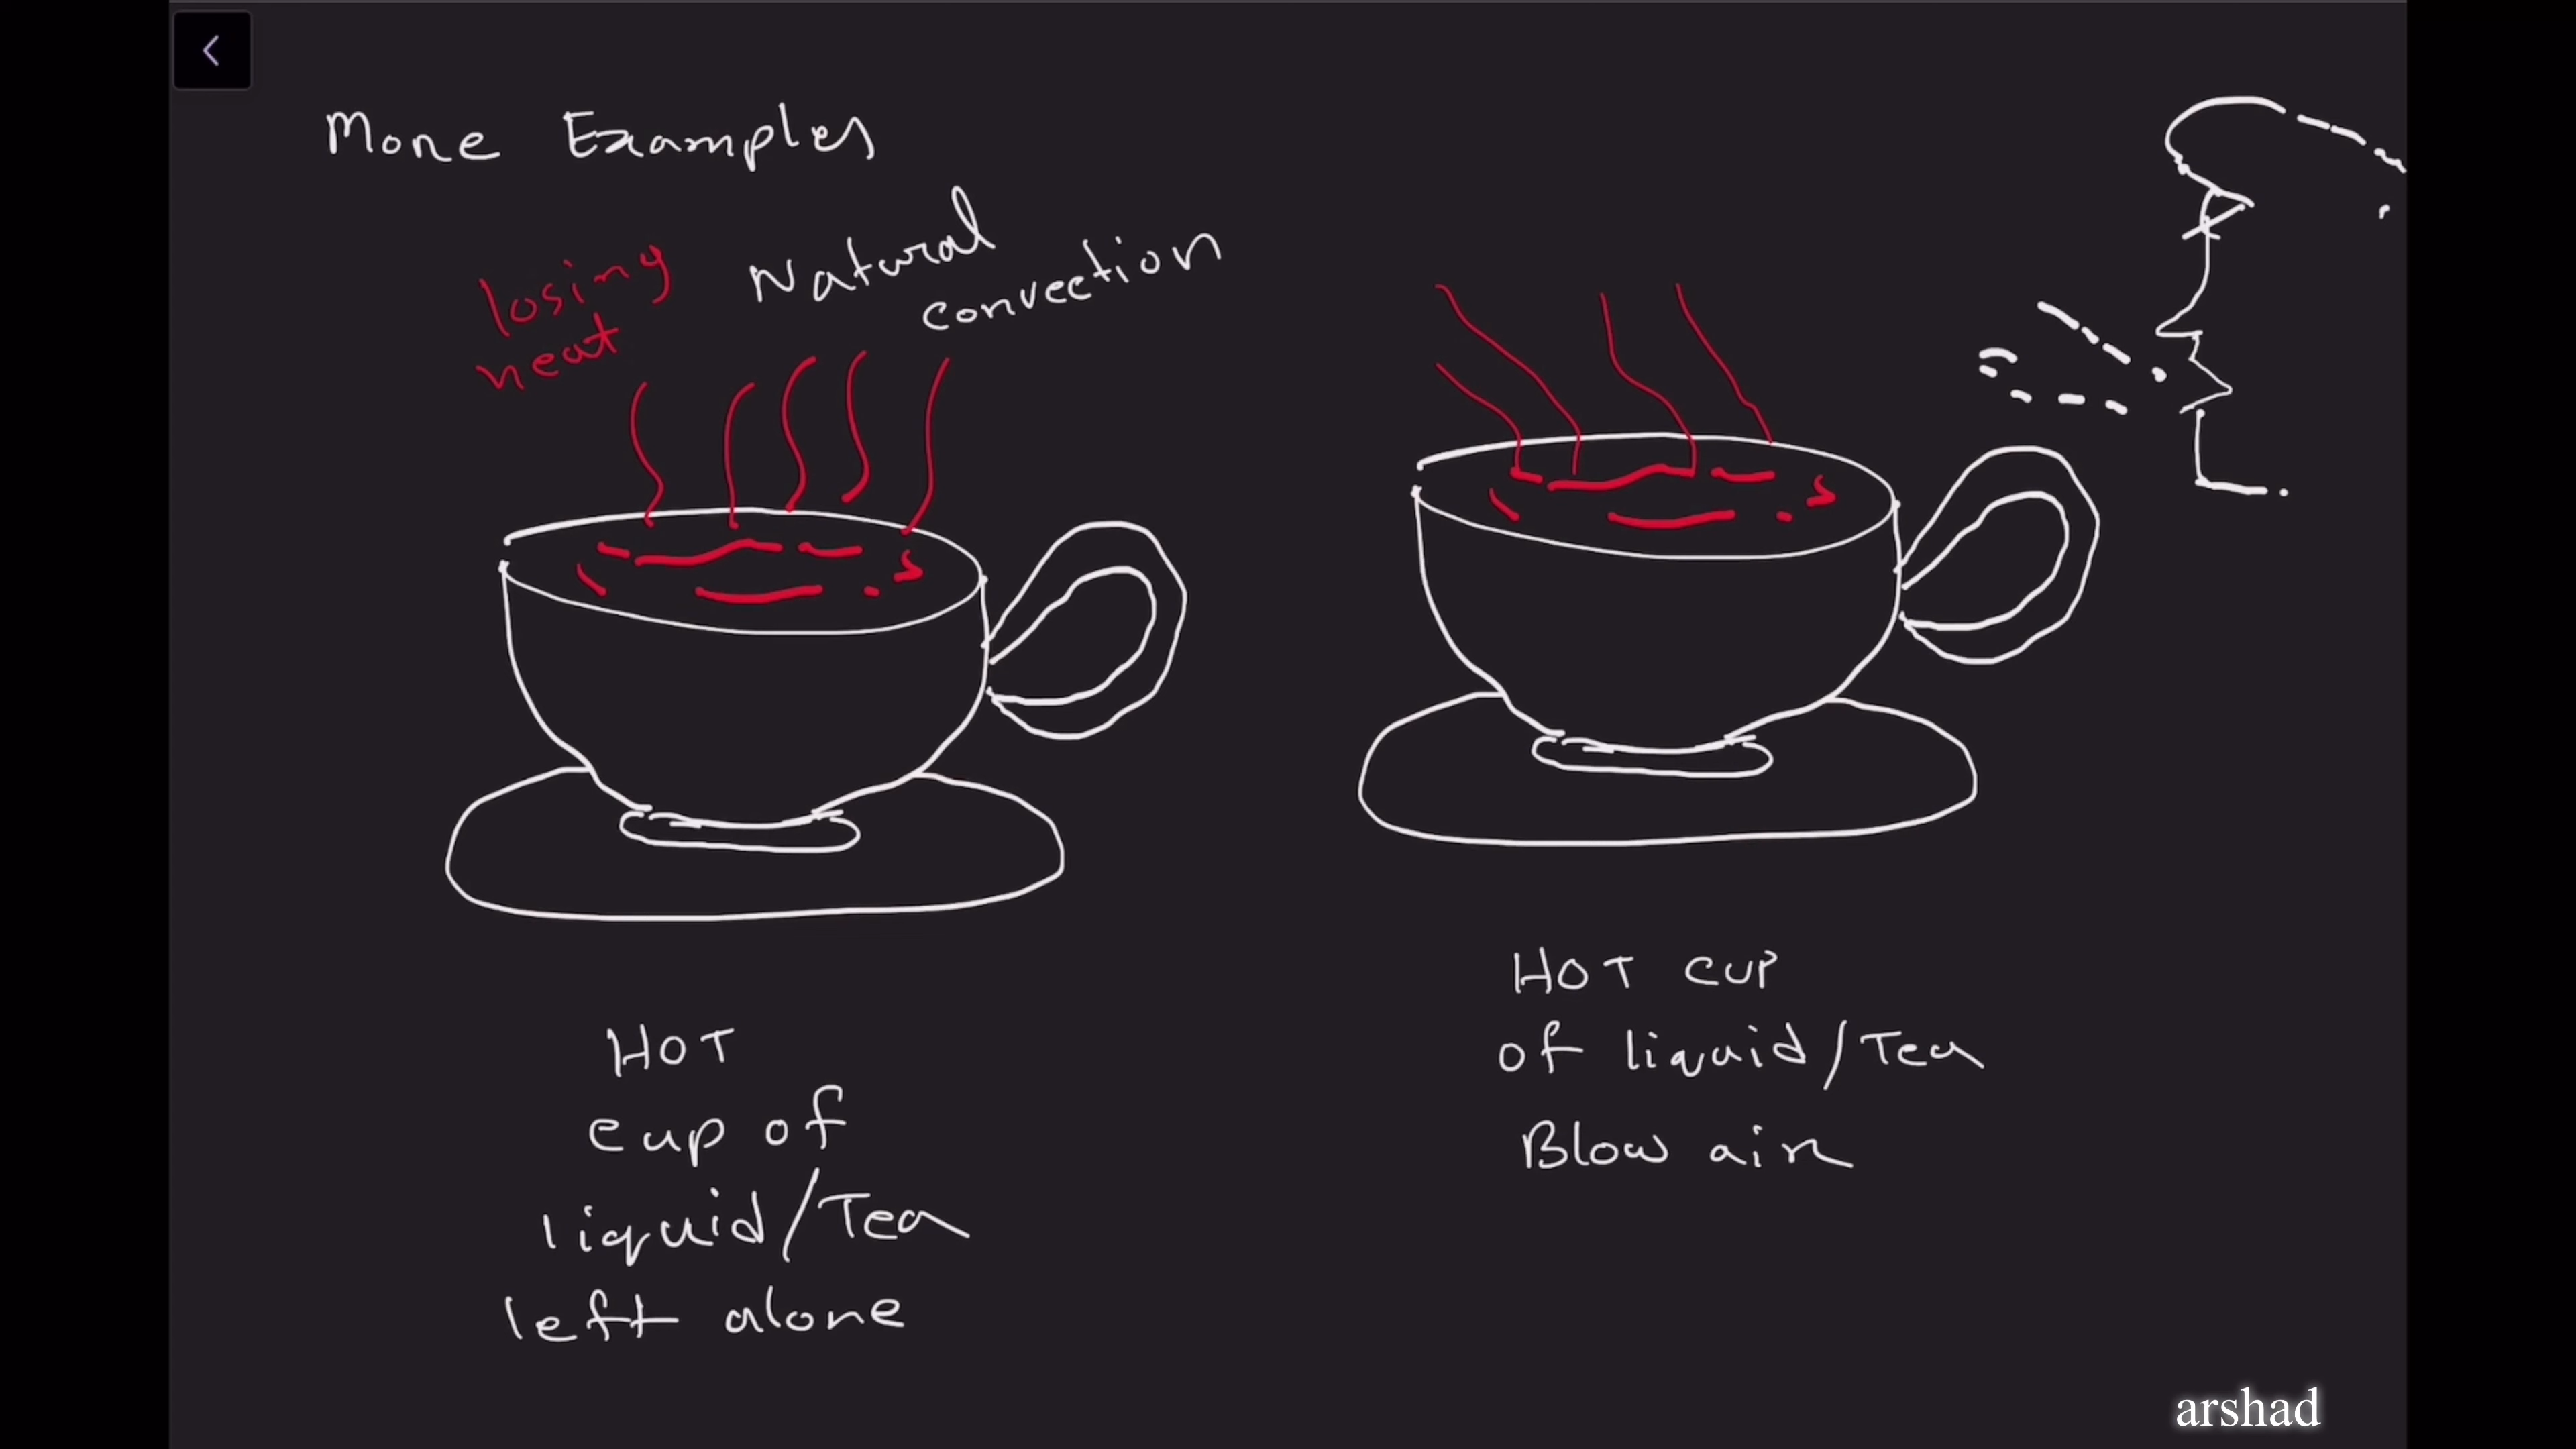 More Examples
losing
heat
Natural
convection
HOT
cup of
liquid/Tea
left alone
HOT cup
of liquid/Tea
Blow air
arshad